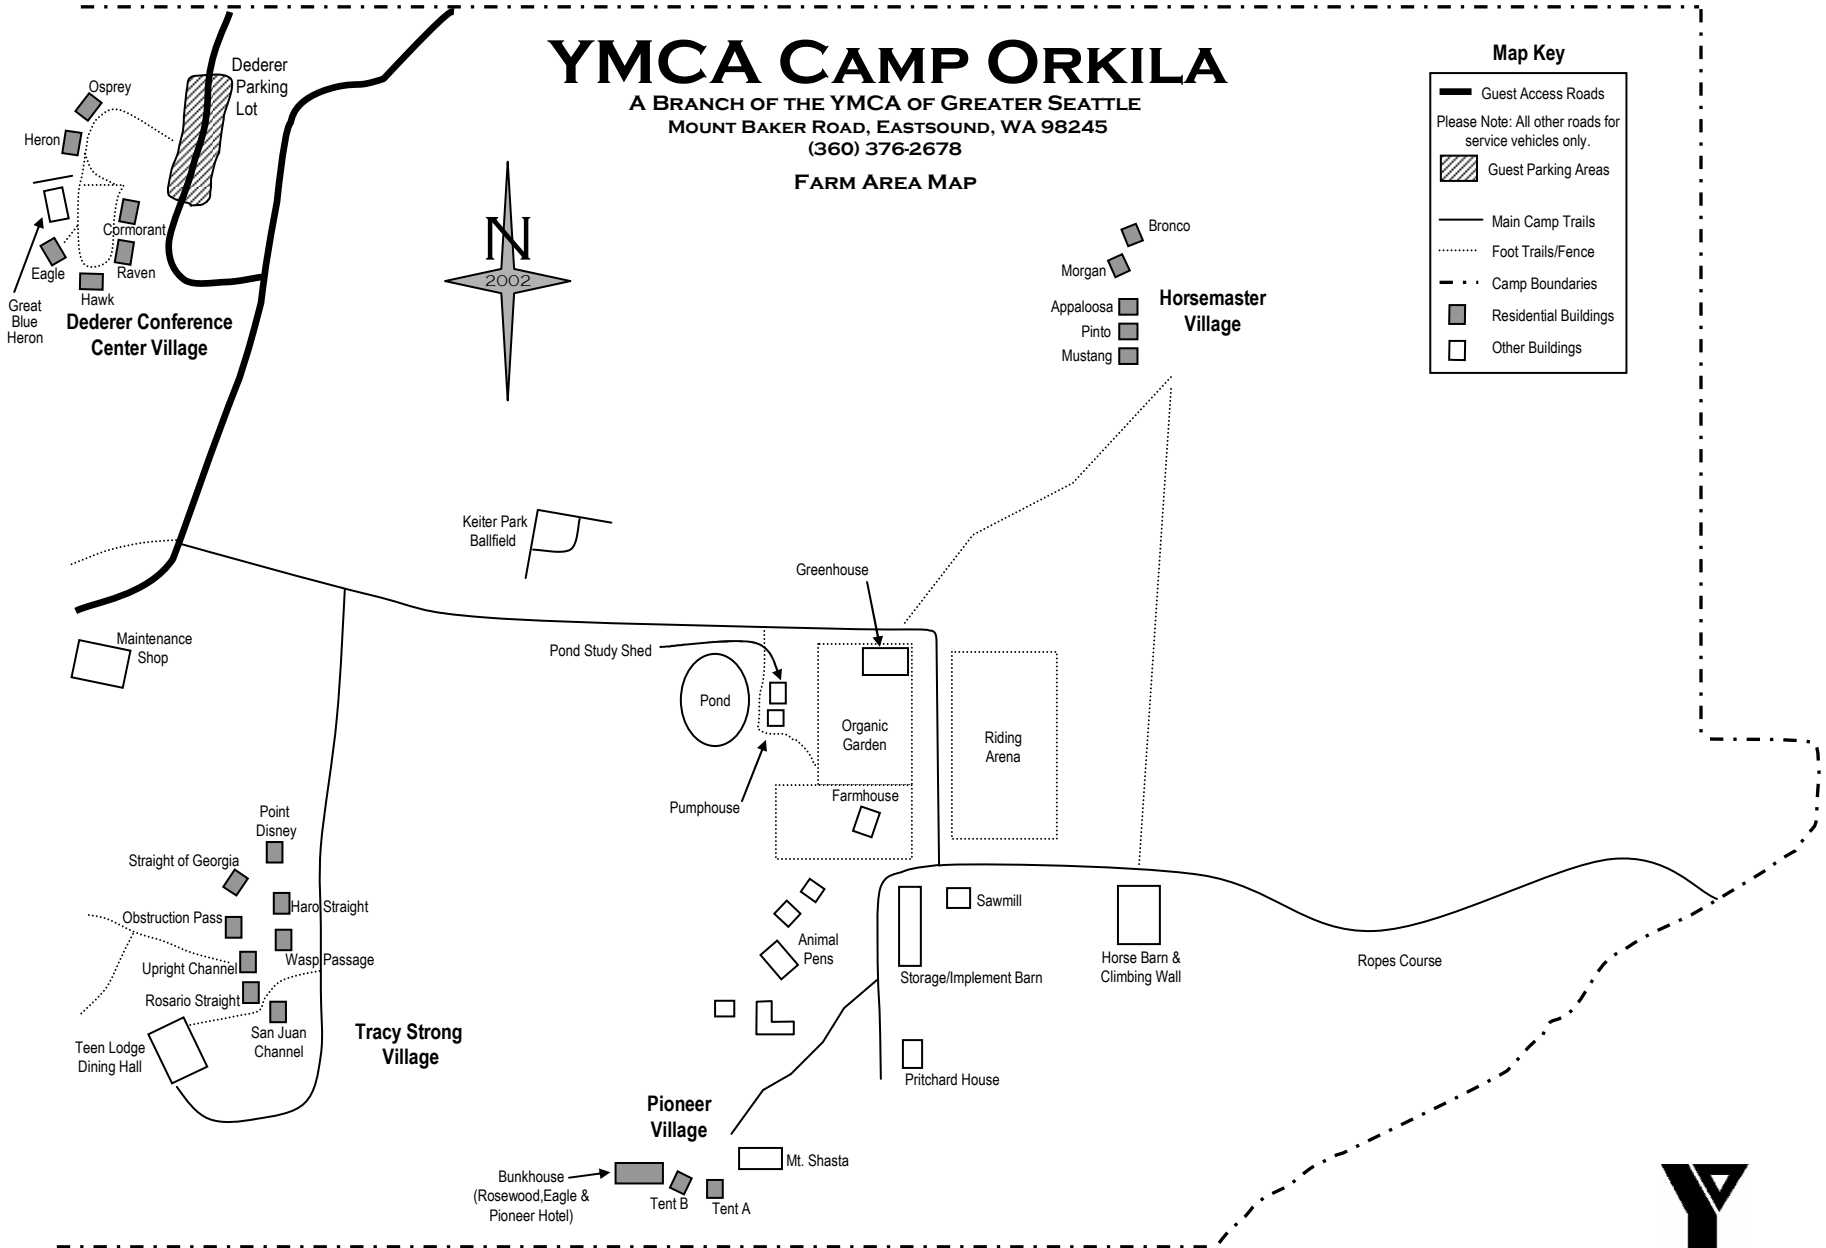 YMCA CAMP ORKILA
A BRANCH OF THE YMCA OF GREATER SEATTLE
MOUNT BAKER ROAD, EASTSOUND, WA 98245
(360) 376-2678
FARM AREA MAP
Map Key
Guest Access Roads
Please Note: All other roads for
service vehicles only.
Guest Parking Areas
Main Camp Trails
Foot Trails/Fence
Camp Boundaries
Residential Buildings
Other Buildings
Dederer
Parking
Lot
Osprey
Heron
Cormorant
Eagle
Raven
Hawk
Great
Blue
Heron
Dederer Conference
Center Village
N
2002
Bronco
Morgan
Appaloosa
Pinto
Mustang
Horsemaster
Village
Keiter Park
Ballfield
Greenhouse
Maintenance
Shop
Pond Study Shed
Pond
Organic
Garden
Riding
Arena
Pumphouse
Farmhouse
Point
Disney
Straight of Georgia
Haro Straight
Obstruction Pass
Wasp Passage
Upright Channel
Rosario Straight
San Juan
Channel
Teen Lodge
Dining Hall
Tracy Strong
Village
Animal
Pens
Sawmill
Storage/Implement Barn
Horse Barn &
Climbing Wall
Ropes Course
Pritchard House
Pioneer
Village
Mt. Shasta
Bunkhouse
(Rosewood,Eagle &
Pioneer Hotel)
Tent B
Tent A
Y